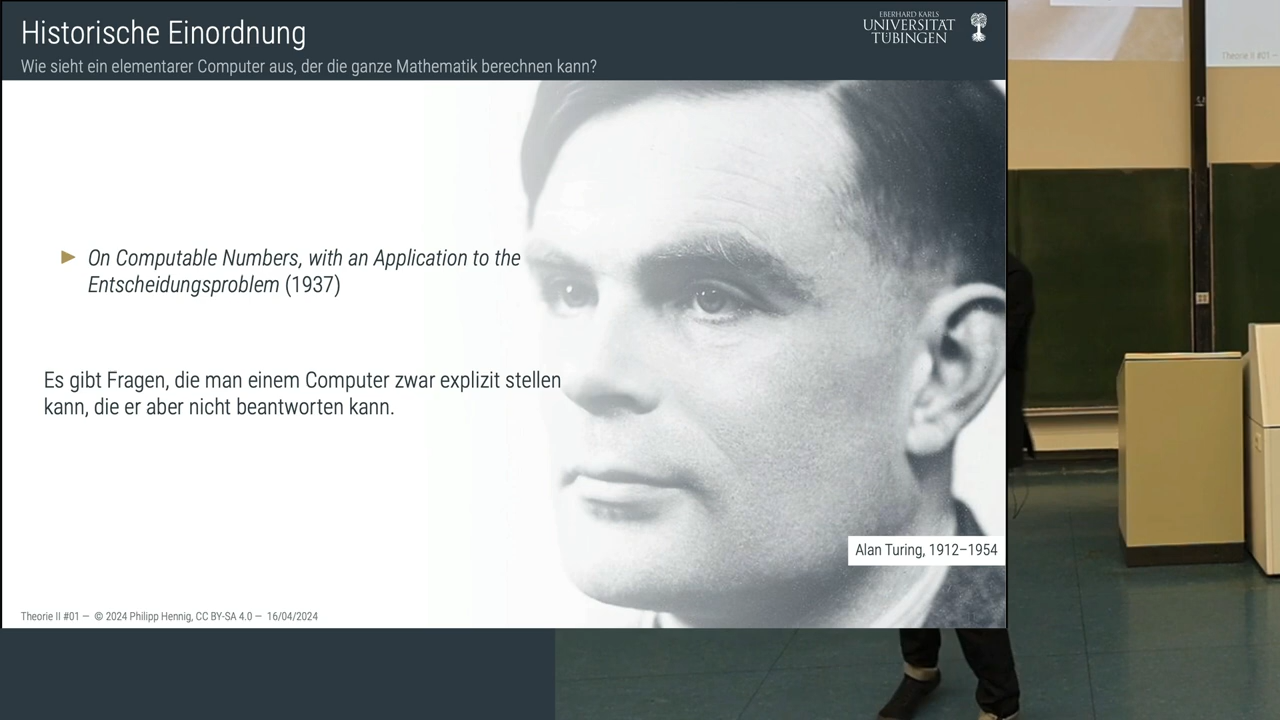 Historische Einordnung
Wie sieht ein elementarer Computer aus, der die ganze Mathematik berechnen kann?
EBERHARD KARLS
UNIVERSITÄT
TÜBINGEN
On Computable Numbers, with an Application to the
Entscheidungsproblem (1937)
Es gibt Fragen, die man einem Computer zwar explizit stellen
kann, die er aber nicht beantworten kann.
Alan Turing, 1912–1954
Theorie II #01 — © 2024 Philipp Hennig, CC BY-SA 4.0 — 16/04/2024
Theorie II #01 —